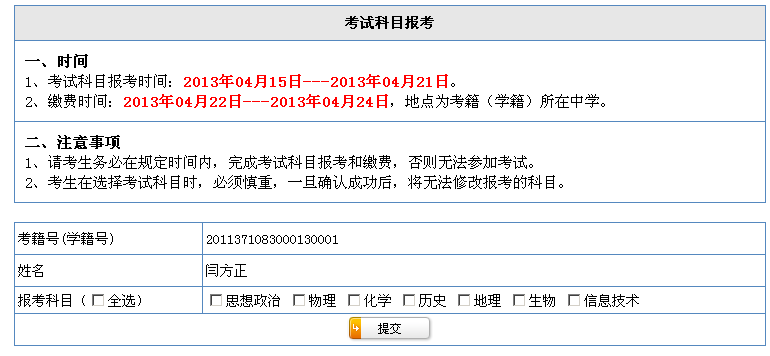 考试科目报考
一、时间
1、考试科目报考时间：2013年04月15日---2013年04月21日。
2、缴费时间：2013年04月22日---2013年04月24日，地点为考籍（学籍）所在中学。
二、注意事项
1、请考生务必在规定时间内，完成考试科目报考和缴费，否则无法参加考试。
2、考生在选择考试科目时，必须慎重，一旦确认成功后，将无法修改报考的科目。
考籍号(学籍号) 2011371083000130001
姓名 闫方正
报考科目（全选） 思想政治 物理 化学 历史 地理 生物 信息技术
提交